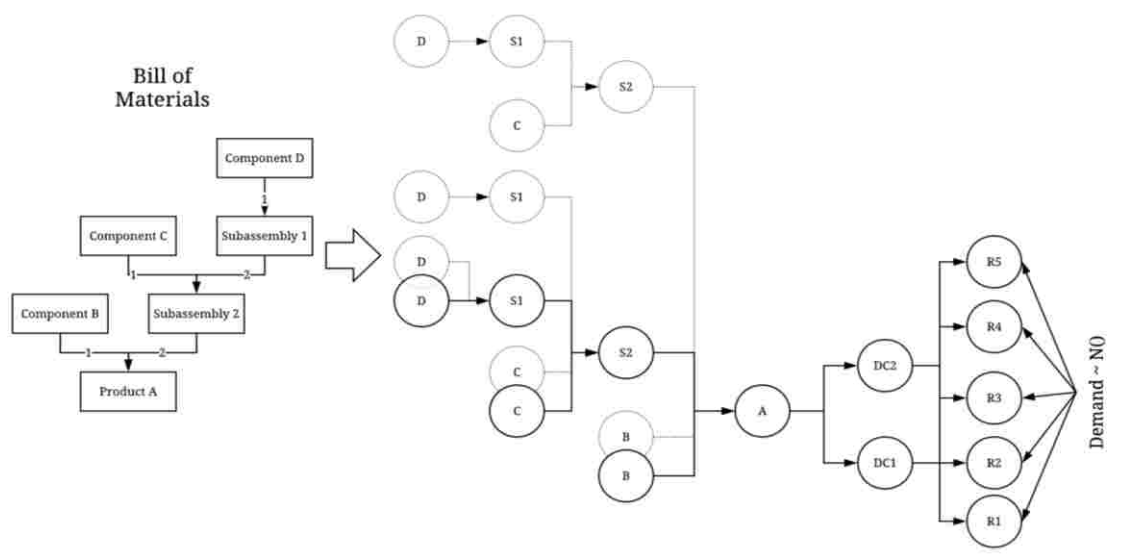 Bill of
Materials
Component D
1
Component C
Subassembly 1
1
2
Component B
Subassembly 2
1
2
Product A
D
S1
S2
C
D
S1
D
D
S1
S2
C
C
B
B
A
DC2
DC1
R5
R4
R3
R2
R1
Demand ~ N()